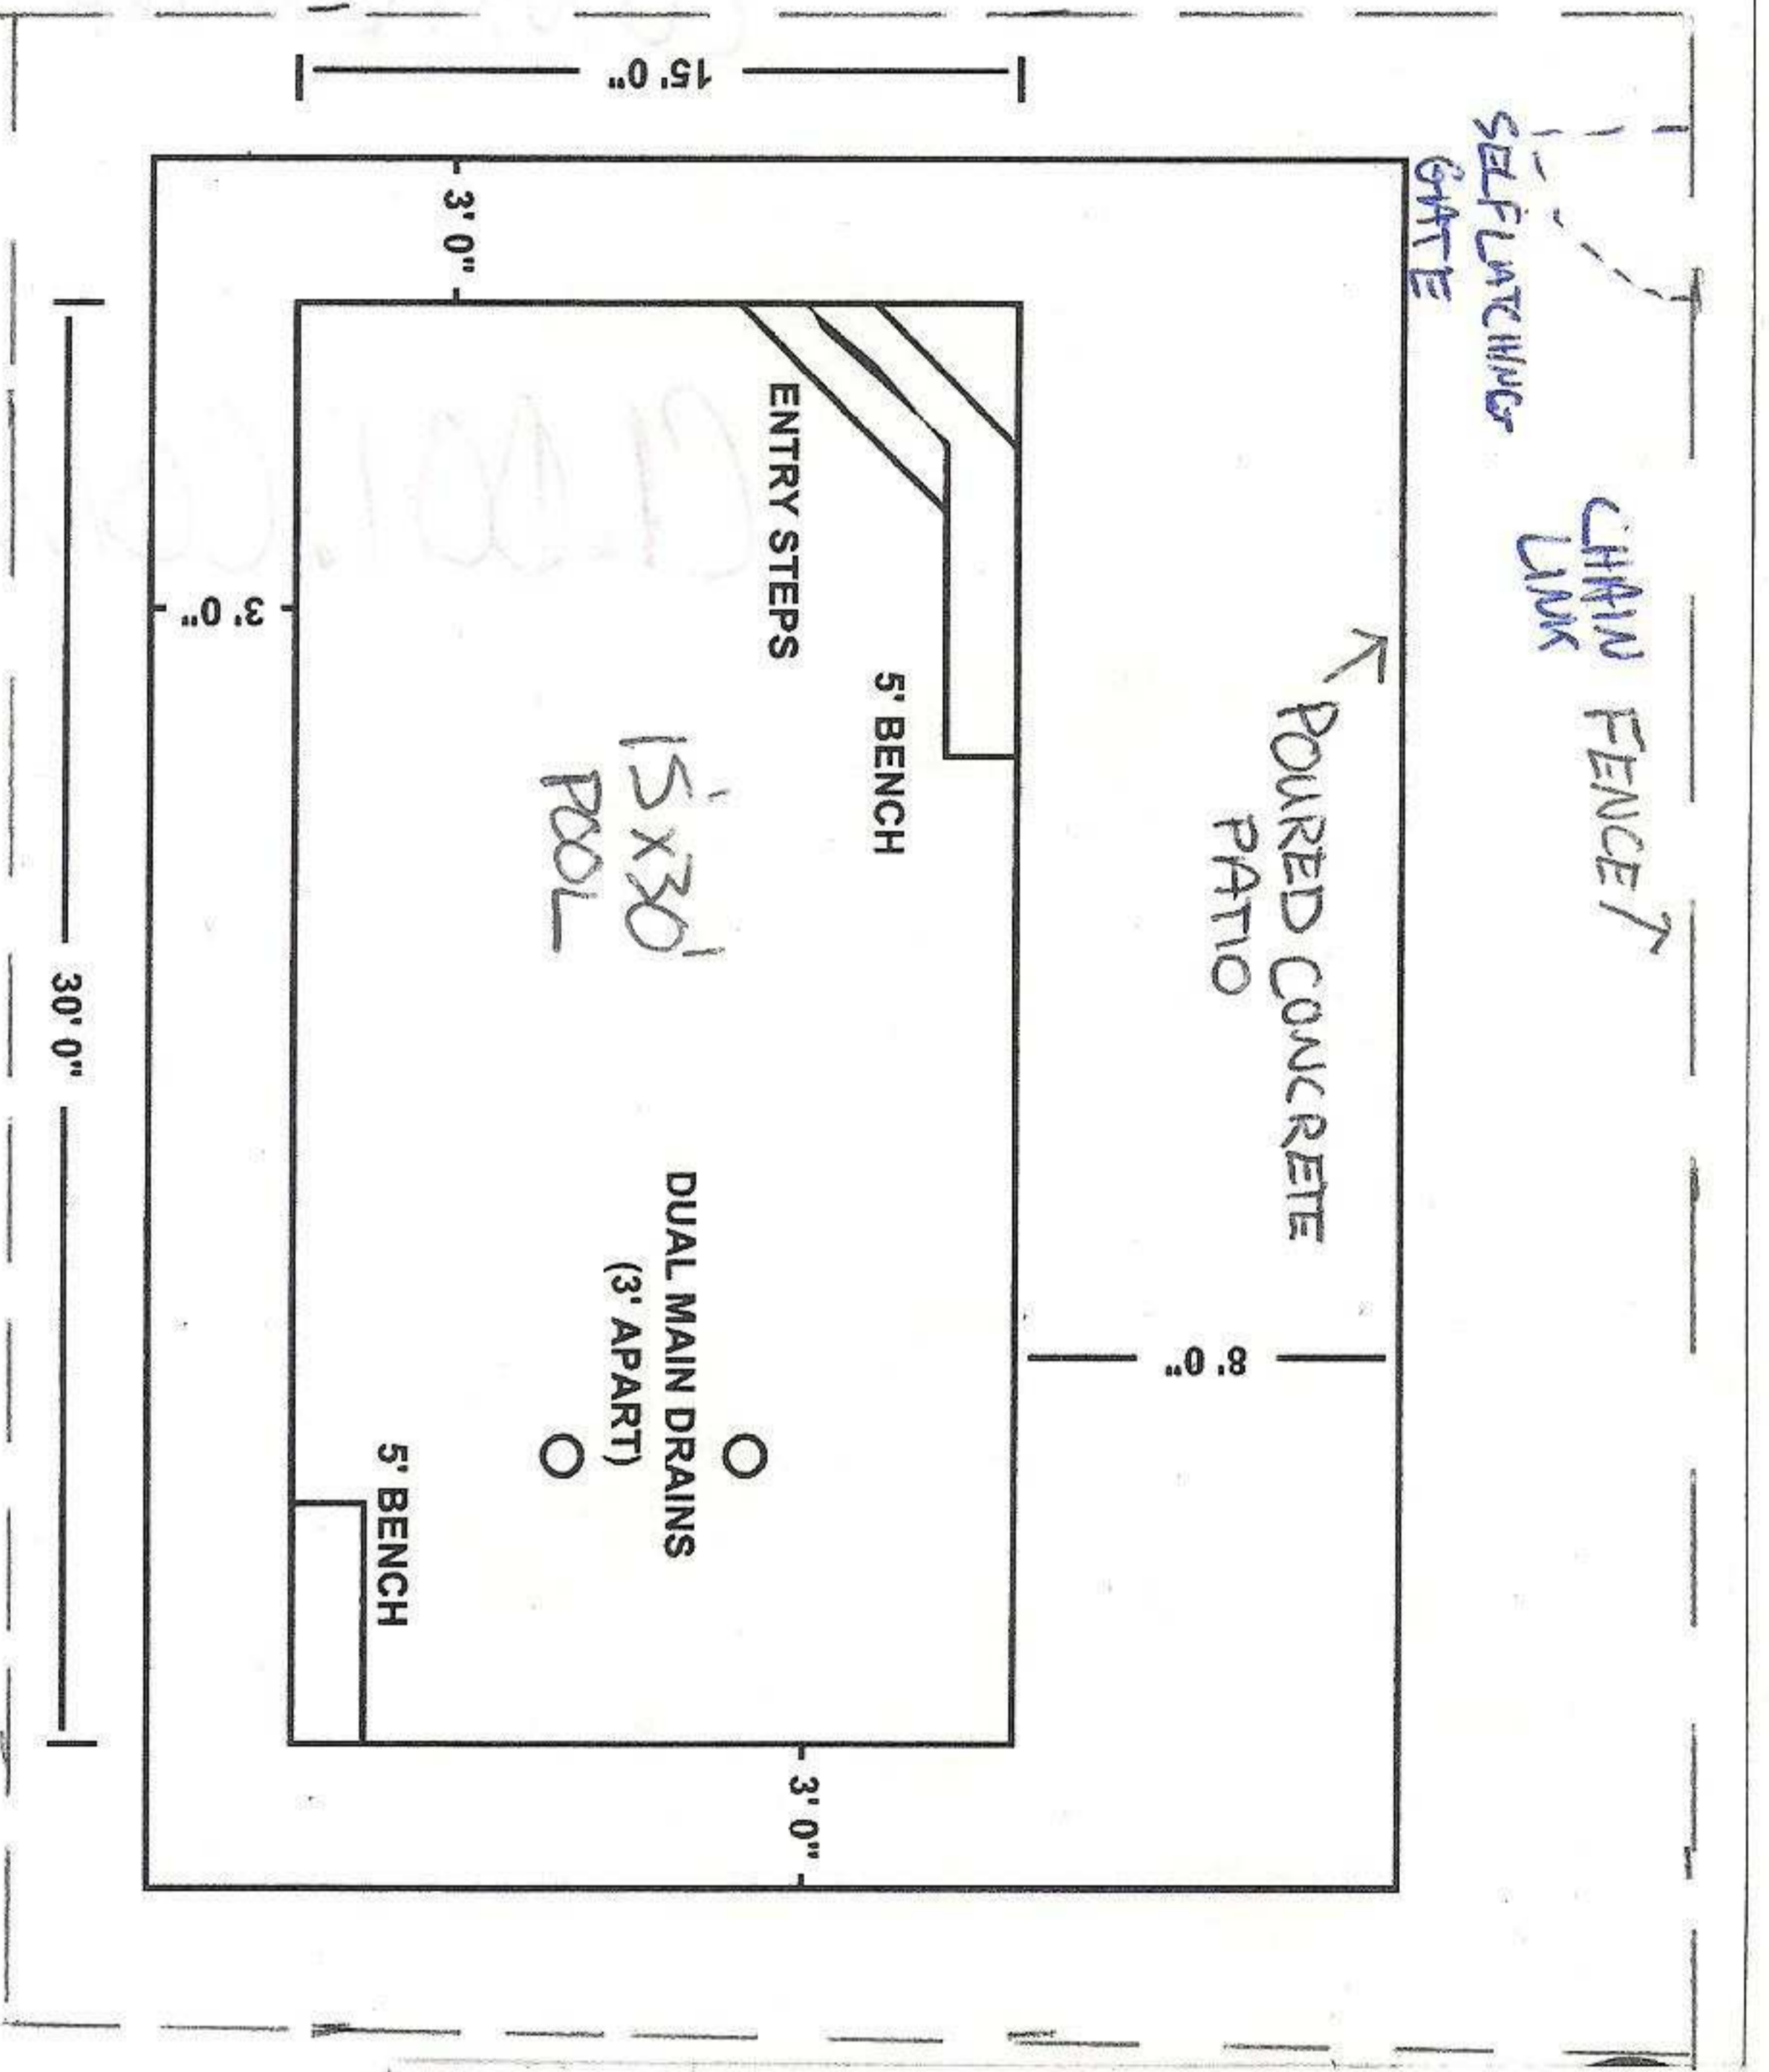 SELF LATCHING
GATE
CHAIN FENCE
LINK
POURED CONCRETE
PATIO
8' 0"
15' 0"
3' 0"
ENTRY STEPS
5' BENCH
15' x 30'
POOL
DUAL MAIN DRAINS
(3' APART)
5' BENCH
3' 0"
3' 0"
30' 0"